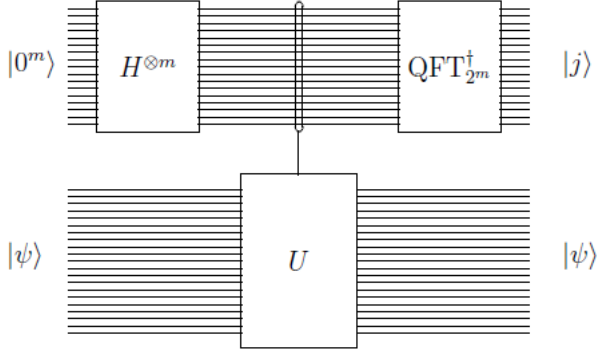 |0^m⟩ H^{⊗m} QFT^†_{2^m} |j⟩
|ψ⟩ U |ψ⟩